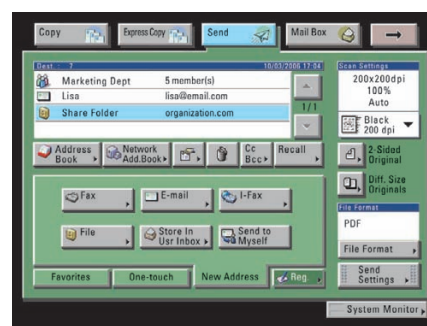 Copy
Express Copy
Send
Mail Box
Dest. : 7
10/03/2006 17:04
Marketing Dept 5 member(s)
Lisa lisa@email.com
Share Folder organization.com
1/1
Address Book
Network Add.Book
Cc Bcc
Recall
Fax
E-mail
I-Fax
File
Store In Usr Inbox
Send to Myself
Favorites
One-touch
New Address
Reg.
Scan Settings
200x200dpi
100%
Auto
Black
200 dpi
2-Sided
Original
Diff. Size
Originals
File Format
PDF
File Format
Send
Settings
System Monitor